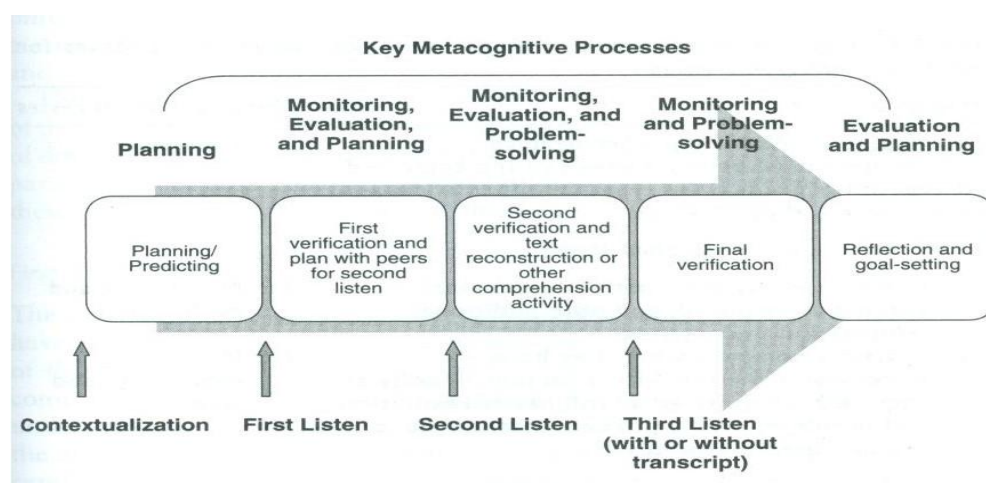 Key Metacognitive Processes
Planning
Monitoring,
Evaluation,
and Planning
Monitoring,
Evaluation, and
Problem-
solving
Monitoring
and Problem-
solving
Evaluation
and Planning
Planning/
Predicting
First
verification and
plan with peers
for second
listen
Second
verification and
text
reconstruction or
other
comprehension
activity
Final
verification
Reflection and
goal-setting
Contextualization
First Listen
Second Listen
Third Listen
(with or without
transcript)